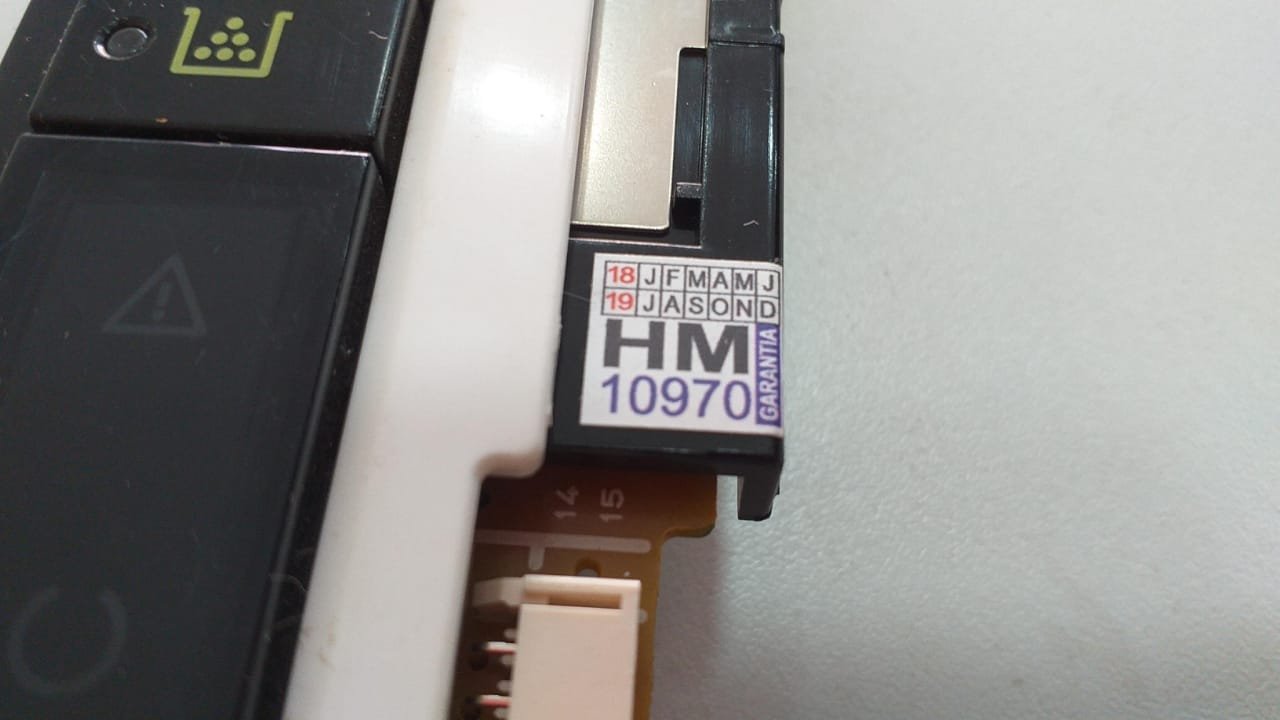 18 J F M A M J
19 J A S O N D
HM
10970
GARANTIA
14
15